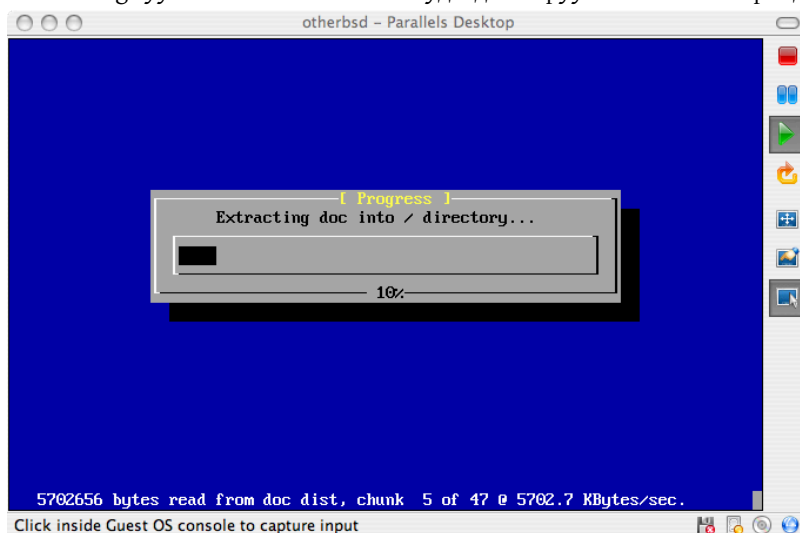 otherbsd – Parallels Desktop
[ Progress ]
Extracting doc into / directory...
10%
5702656 bytes read from doc dist, chunk 5 of 47 @ 5702.7 KBytes/sec.
Click inside Guest OS console to capture input